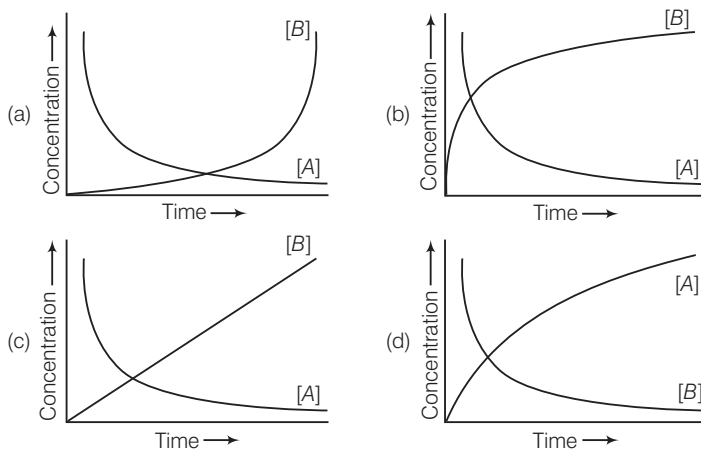 (a) Concentration [B] [A] Time
(b) Concentration [B] [A] Time
(c) Concentration [B] [A] Time
(d) Concentration [A] [B] Time